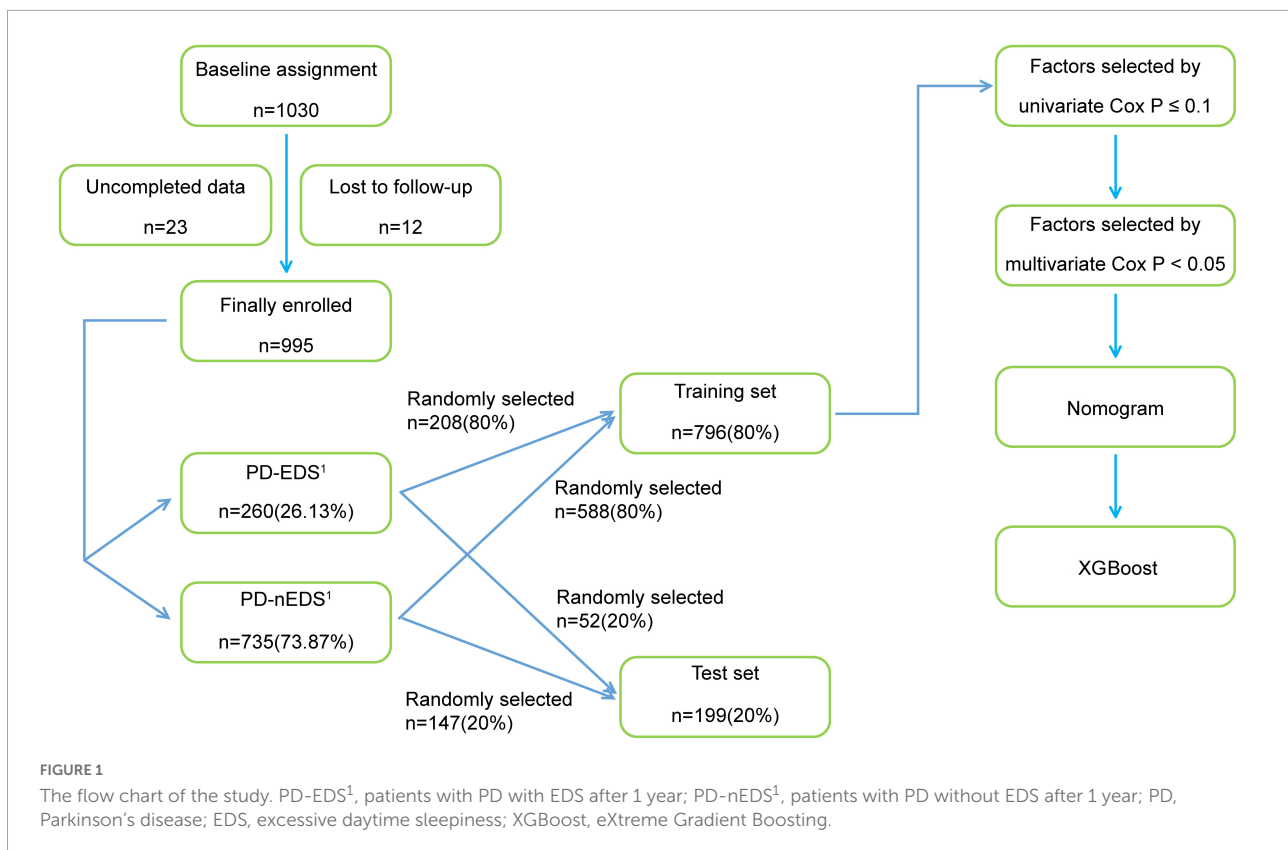 Baseline assignment
n=1030
Uncompleted data
n=23
Lost to follow-up
n=12
Finally enrolled
n=995
PD-EDS¹
n=260(26.13%)
PD-nEDS¹
n=735(73.87%)
Randomly selected
n=208(80%)
Randomly selected
n=588(80%)
Randomly selected
n=52(20%)
Randomly selected
n=147(20%)
Training set
n=796(80%)
Test set
n=199(20%)
Factors selected by
univariate Cox P ≤ 0.1
Factors selected by
multivariate Cox P < 0.05
Nomogram
XGBoost
FIGURE 1
The flow chart of the study. PD-EDS¹, patients with PD with EDS after 1 year; PD-nEDS¹, patients with PD without EDS after 1 year; PD,
Parkinson's disease; EDS, excessive daytime sleepiness; XGBoost, eXtreme Gradient Boosting.